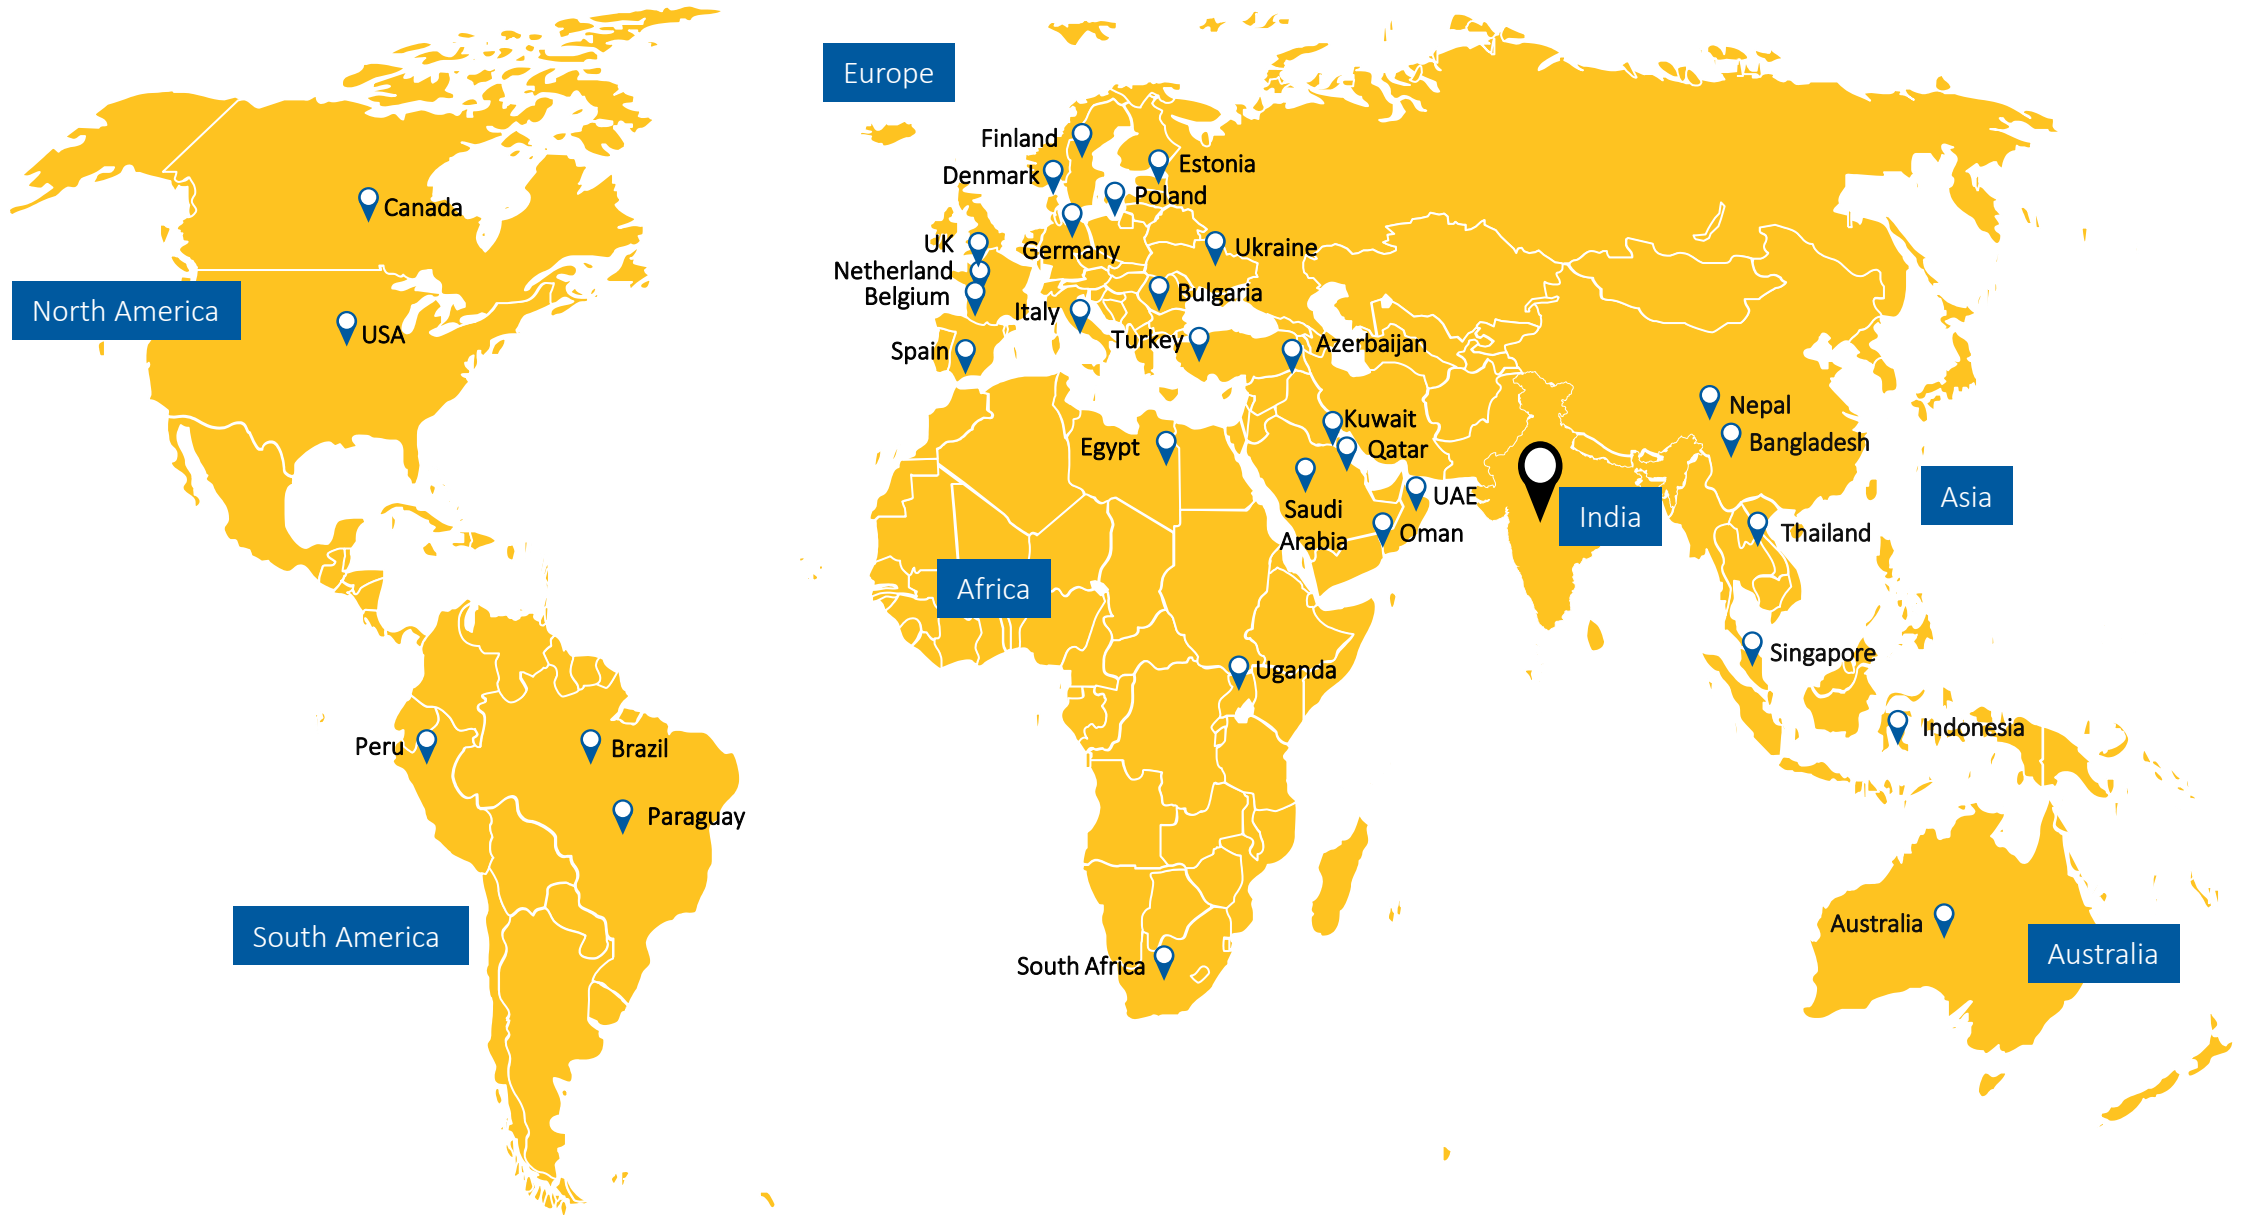 Europe
Finland
Denmark
Estonia
Poland
Canada
UK
Germany
Ukraine
Netherland
Belgium
Bulgaria
North America
Italy
USA
Turkey
Azerbaijan
Spain
Nepal
Kuwait
Bangladesh
Egypt
Qatar
UAE
Asia
Saudi
Arabia
India
Oman
Thailand
Africa
Singapore
Uganda
Indonesia
Peru
Brazil
Paraguay
Australia
South America
Australia
South Africa